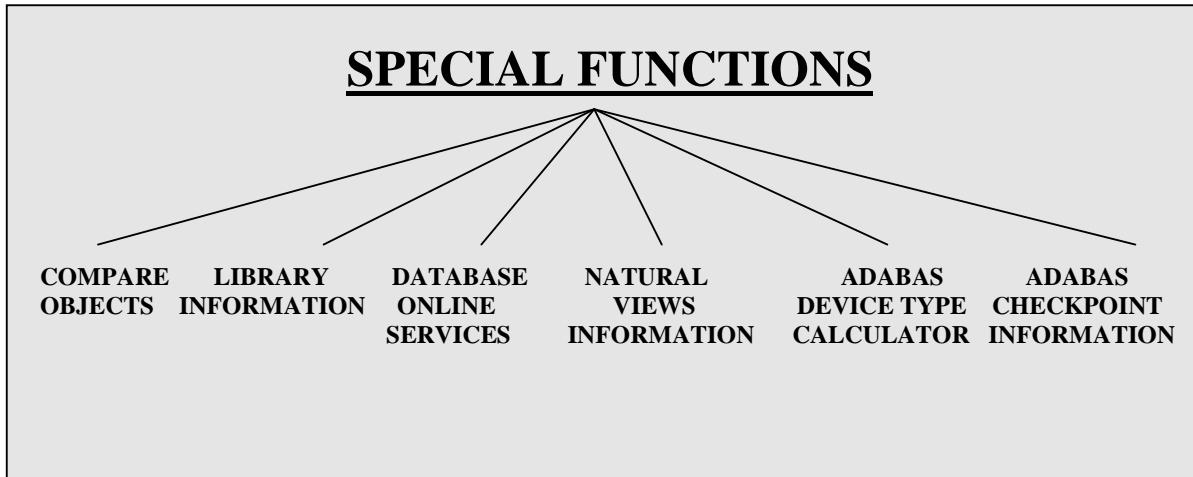 SPECIAL FUNCTIONS
COMPARE OBJECTS
LIBRARY INFORMATION
DATABASE ONLINE SERVICES
NATURAL VIEWS INFORMATION
ADABAS DEVICE TYPE CALCULATOR
ADABAS CHECKPOINT INFORMATION